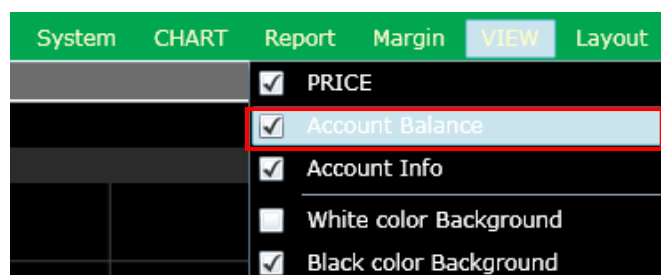 System CHART Report Margin VIEW Layout
PRICE
Account Balance
Account Info
White color Background
Black color Background